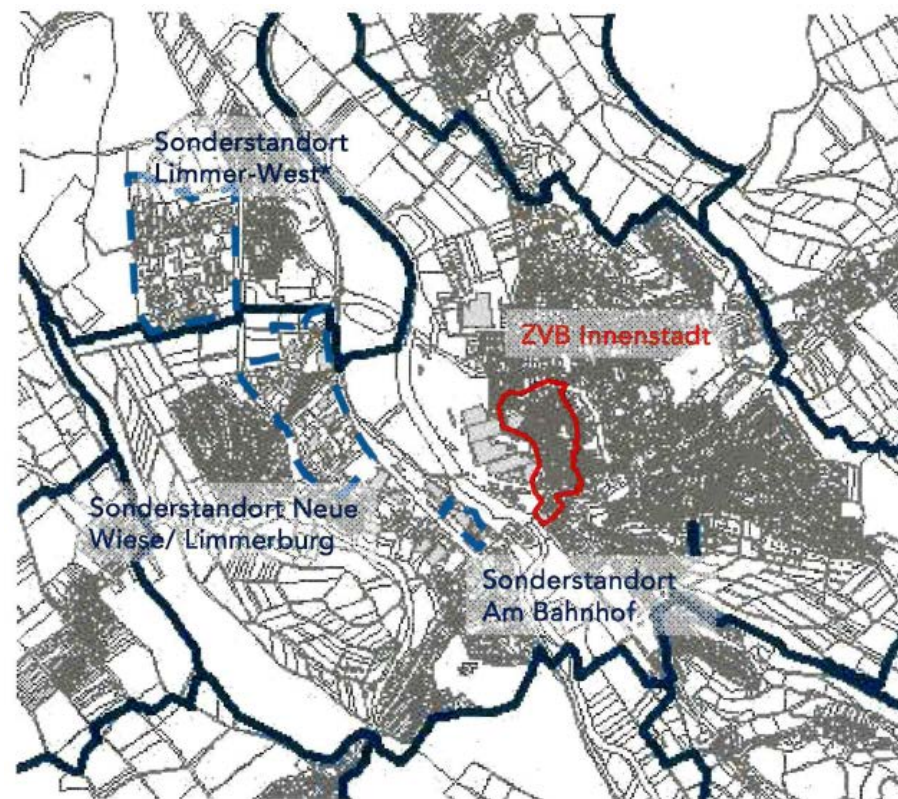 Sonderstandort
Limmer-West*
ZVB Innenstadt
Sonderstandort Neue
Wiese/ Limmerburg
Sonderstandort
Am Bahnhof